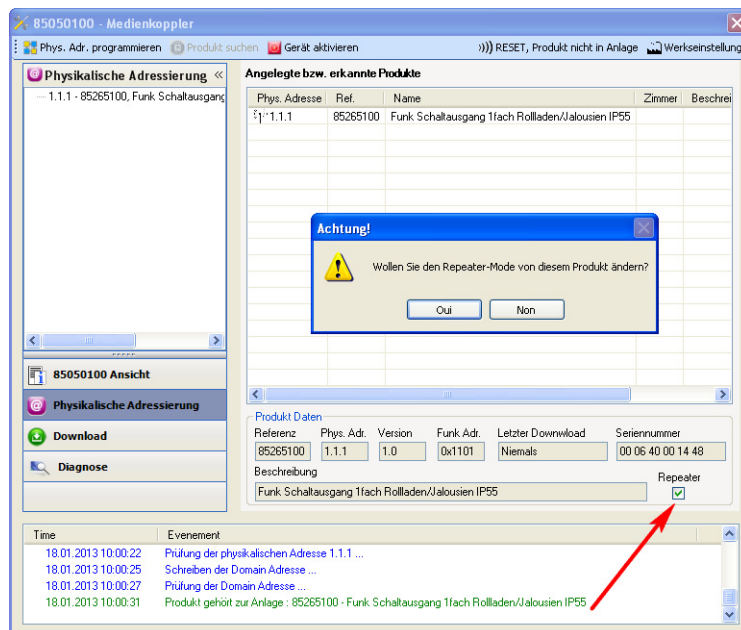 85050100 - Medienkoppler
Phys. Adr. programmieren Produkt suchen Gerät aktivieren RESET, Produkt nicht in Anlage Werkseinstellung
Physikalische Adressierung
1.1.1 - 85265100, Funk Schaltausgang
Angelegte bzw. erkannte Produkte
Phys. Adresse Ref. Name Zimmer Beschrei
1.1.1 85265100 Funk Schaltausgang 1fach Rollladen/Jalousien IP55
Achtung!
Wollen Sie den Repeater-Mode von diesem Produkt ändern?
Oui Non
85050100 Ansicht
Physikalische Adressierung
Download
Diagnose
Produkt Daten
Referenz Phys. Adr. Version Funk Adr. Letzter Downwload Seriennummer
85265100 1.1.1 1.0 0x1101 Niemals 00 06 40 00 14 48
Beschreibung
Repeater
Funk Schaltausgang 1fach Rollladen/Jalousien IP55
Time Evenement
18.01.2013 10:00:22 Prüfung der physikalischen Adresse 1.1.1 ...
18.01.2013 10:00:25 Schreiben der Domain Adresse ...
18.01.2013 10:00:27 Prüfung der Domain Adresse ...
18.01.2013 10:00:31 Produkt gehört zur Anlage : 85265100 - Funk Schaltausgang 1fach Rollladen/Jalousien IP55